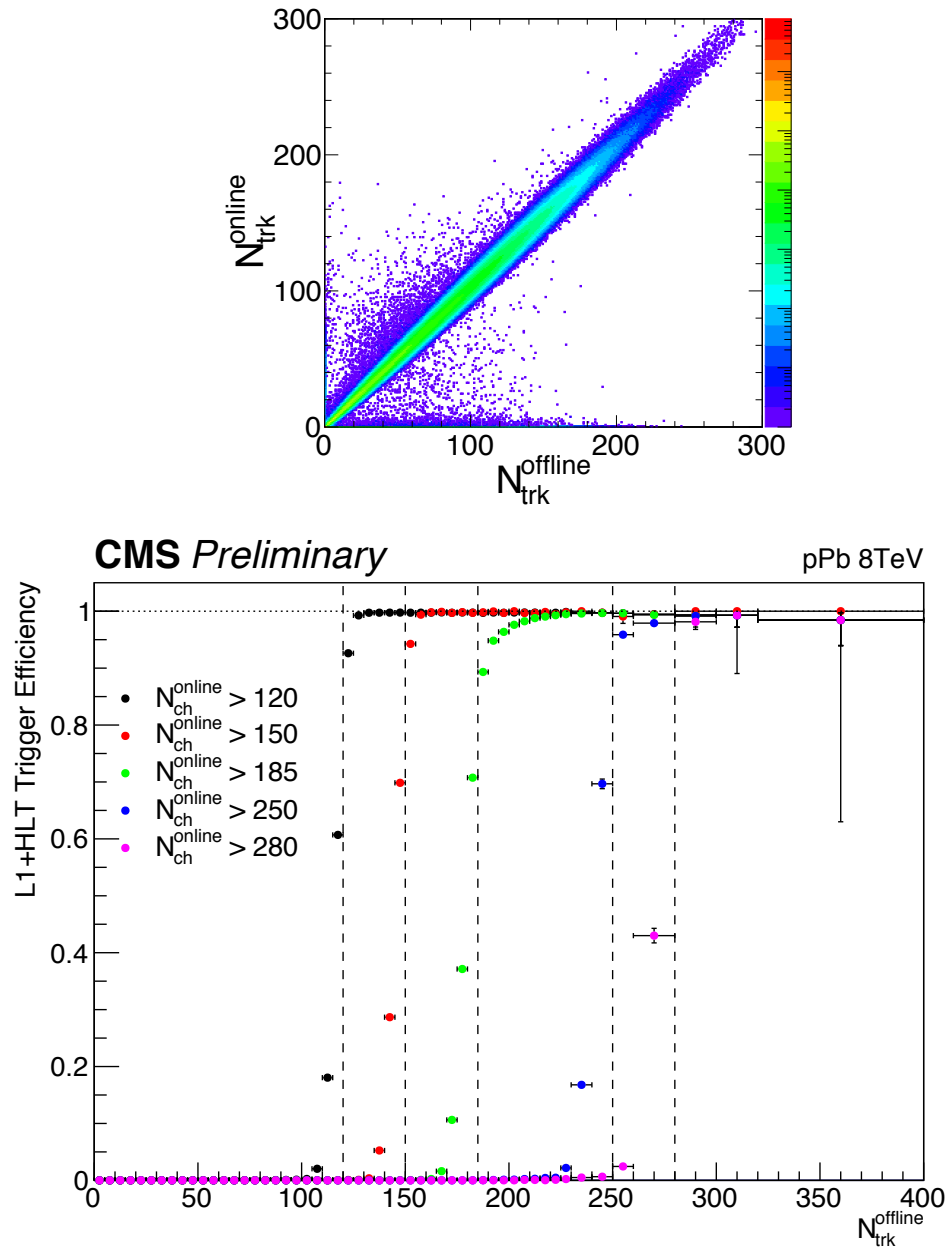 300
200
100
0
N_trk^online
0 100 200 300
N_trk^offline
CMS Preliminary
pPb 8TeV
L1+HLT Trigger Efficiency
1
0.8
0.6
0.4
0.2
0
N_ch^online > 120
N_ch^online > 150
N_ch^online > 185
N_ch^online > 250
N_ch^online > 280
0 50 100 150 200 250 300 350 400
N_trk^offline